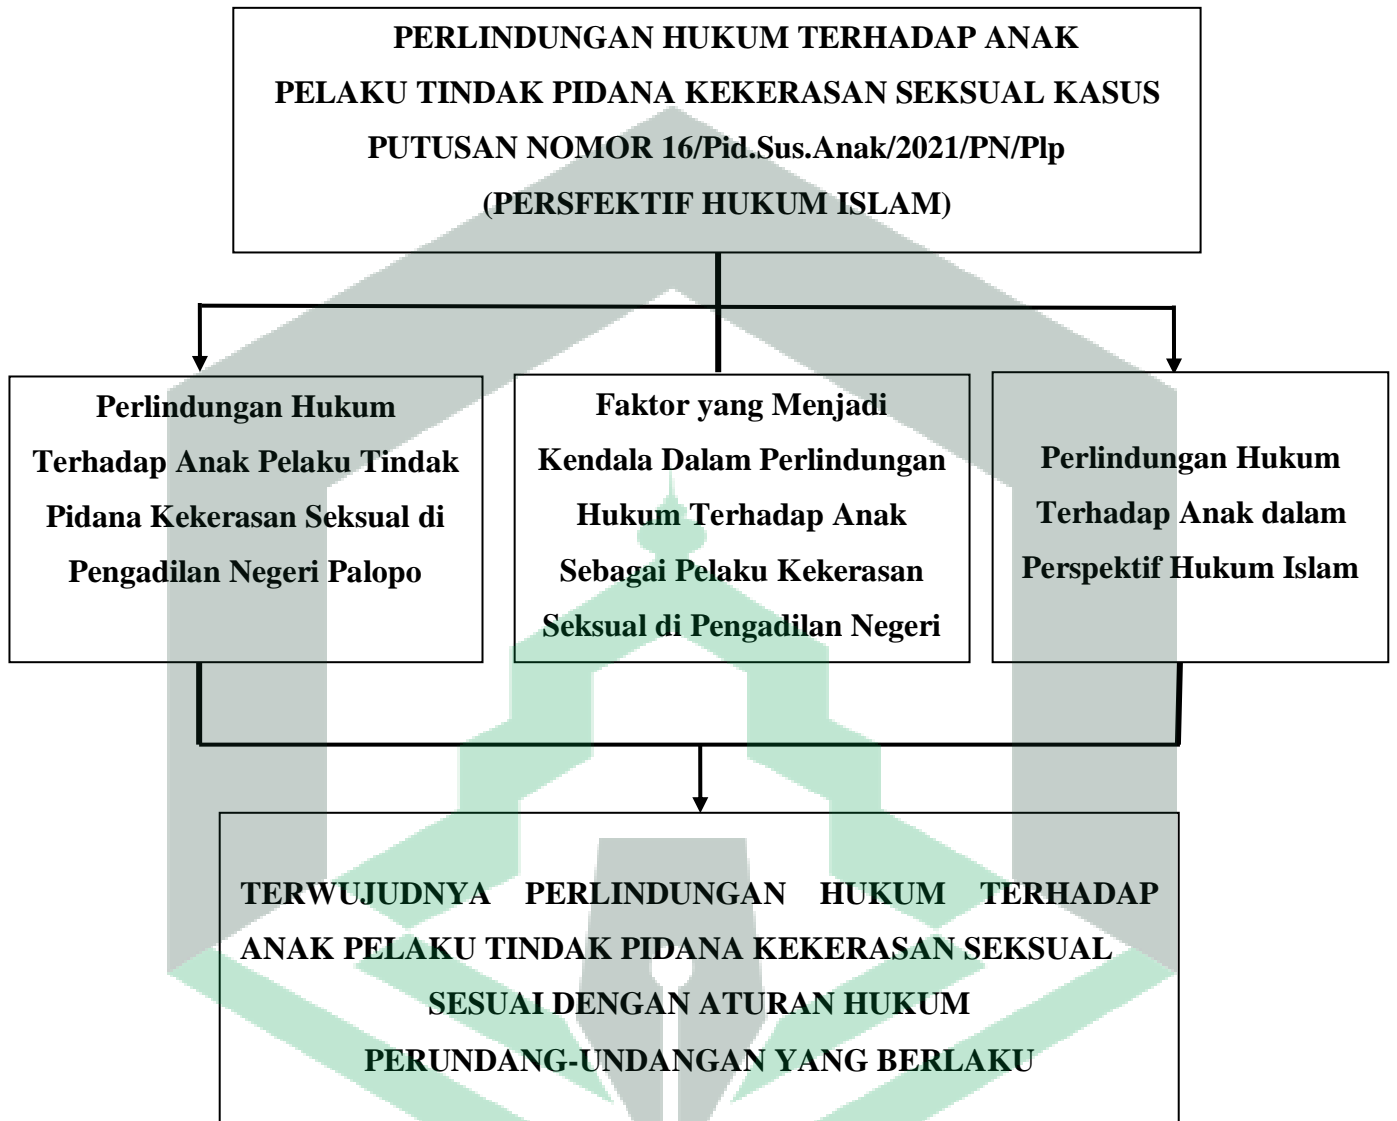 PERLINDUNGAN HUKUM TERHADAP ANAK
PELAKU TINDAK PIDANA KEKERASAN SEKSUAL KASUS
PUTUSAN NOMOR 16/Pid.Sus.Anak/2021/PN/Plp
(PERSFEKTIF HUKUM ISLAM)
Perlindungan Hukum
Terhadap Anak Pelaku Tindak
Pidana Kekerasan Seksual di
Pengadilan Negeri Palopo
Faktor yang Menjadi
Kendala Dalam Perlindungan
Hukum Terhadap Anak
Sebagai Pelaku Kekerasan
Seksual di Pengadilan Negeri
Perlindungan Hukum
Terhadap Anak dalam
Perspektif Hukum Islam
TERWUJUDNYA PERLINDUNGAN HUKUM TERHADAP
ANAK PELAKU TINDAK PIDANA KEKERASAN SEKSUAL
SESUAI DENGAN ATURAN HUKUM
PERUNDANG-UNDANGAN YANG BERLAKU